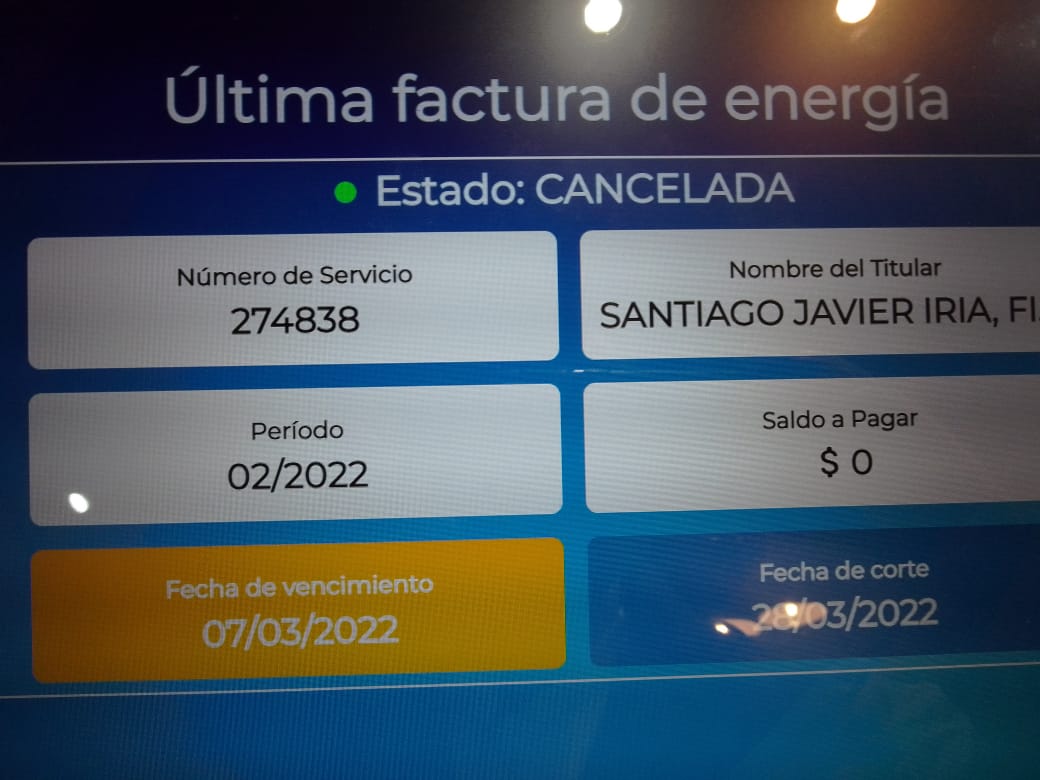 Última factura de energía
Estado: CANCELADA
Número de Servicio
274838
Nombre del Titular
SANTIAGO JAVIER IRIA, FI
Período
02/2022
Saldo a Pagar
$ 0
Fecha de vencimiento
07/03/2022
Fecha de corte
28/03/2022